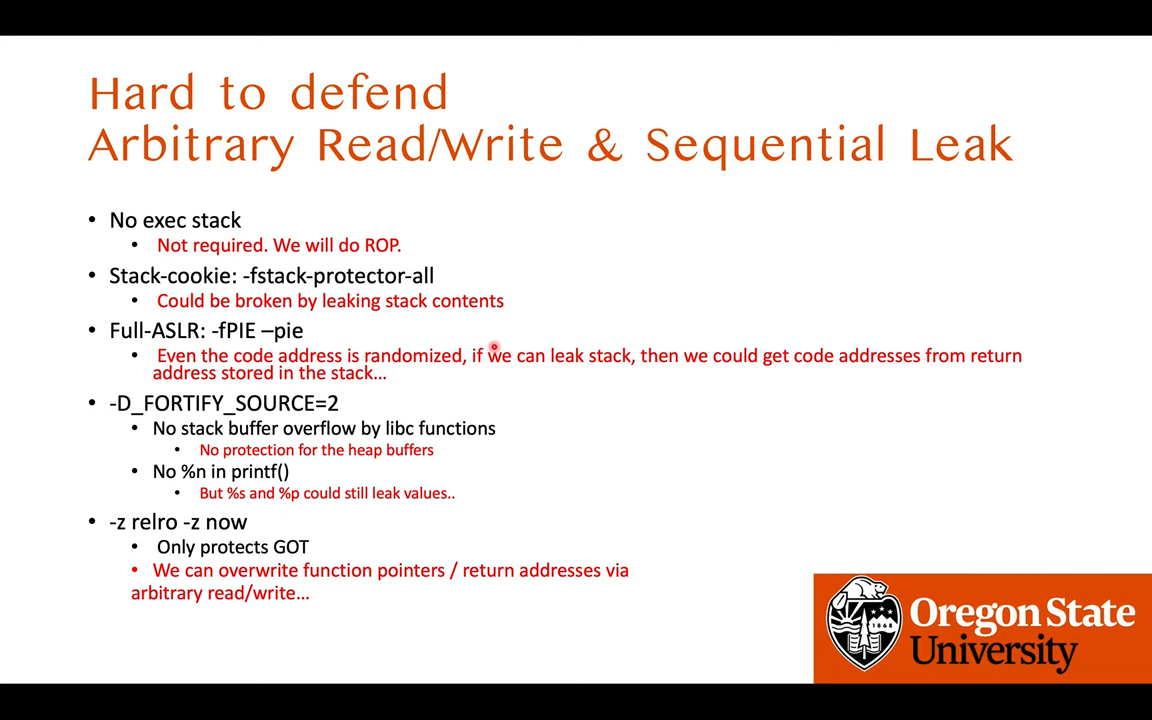 Hard to defend
Arbitrary Read/Write & Sequential Leak
• No exec stack
• Not required. We will do ROP.
• Stack-cookie: -fstack-protector-all
• Could be broken by leaking stack contents
• Full-ASLR: -fPIE –pie
• Even the code address is randomized, if we can leak stack, then we could get code addresses from return
address stored in the stack…
• -D_FORTIFY_SOURCE=2
• No stack buffer overflow by libc functions
• No protection for the heap buffers
• No %n in printf()
• But %s and %p could still leak values..
• -z relro -z now
• Only protects GOT
• We can overwrite function pointers / return addresses via
arbitrary read/write…
Oregon State
University